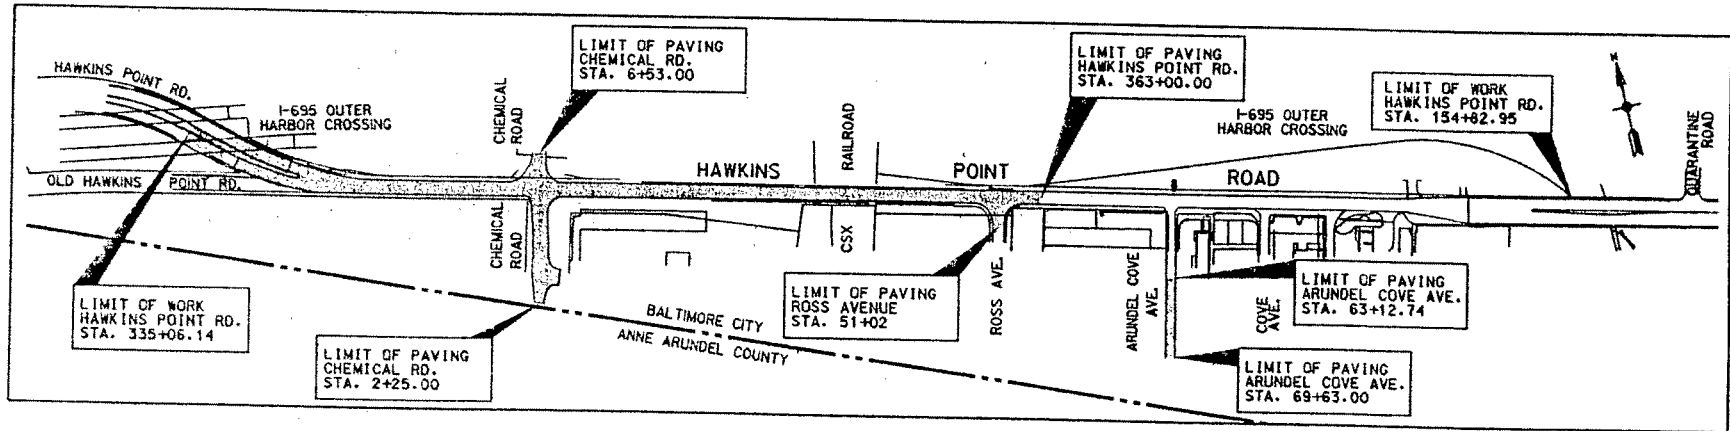 LIMIT OF PAVING
CHEMICAL RD.
STA. 6+53.00
LIMIT OF PAVING
HAWKINS POINT RD.
STA. 363+00.00
LIMIT OF WORK
HAWKINS POINT RD.
STA. 154+82.95
N
HAWKINS POINT RD.
I-695 OUTER
HARBOR CROSSING
CHEMICAL
ROAD
RAILROAD
I-695 OUTER
HARBOR CROSSING
QUARANTINE
ROAD
HAWKINS POINT ROAD
OLD HAWKINS POINT RD.
CHEMICAL
ROAD
CSX
ROSS AVE.
ARUNDEL COVE
AVE.
COVE
AVE.
LIMIT OF WORK
HAWKINS POINT RD.
STA. 335+06.14
LIMIT OF PAVING
CHEMICAL RD.
STA. 2+25.00
LIMIT OF PAVING
ROSS AVENUE
STA. 51+02
LIMIT OF PAVING
ARUNDEL COVE AVE.
STA. 63+12.74
BALTIMORE CITY
ANNE ARUNDEL COUNTY
LIMIT OF PAVING
ARUNDEL COVE AVE.
STA. 69+63.00